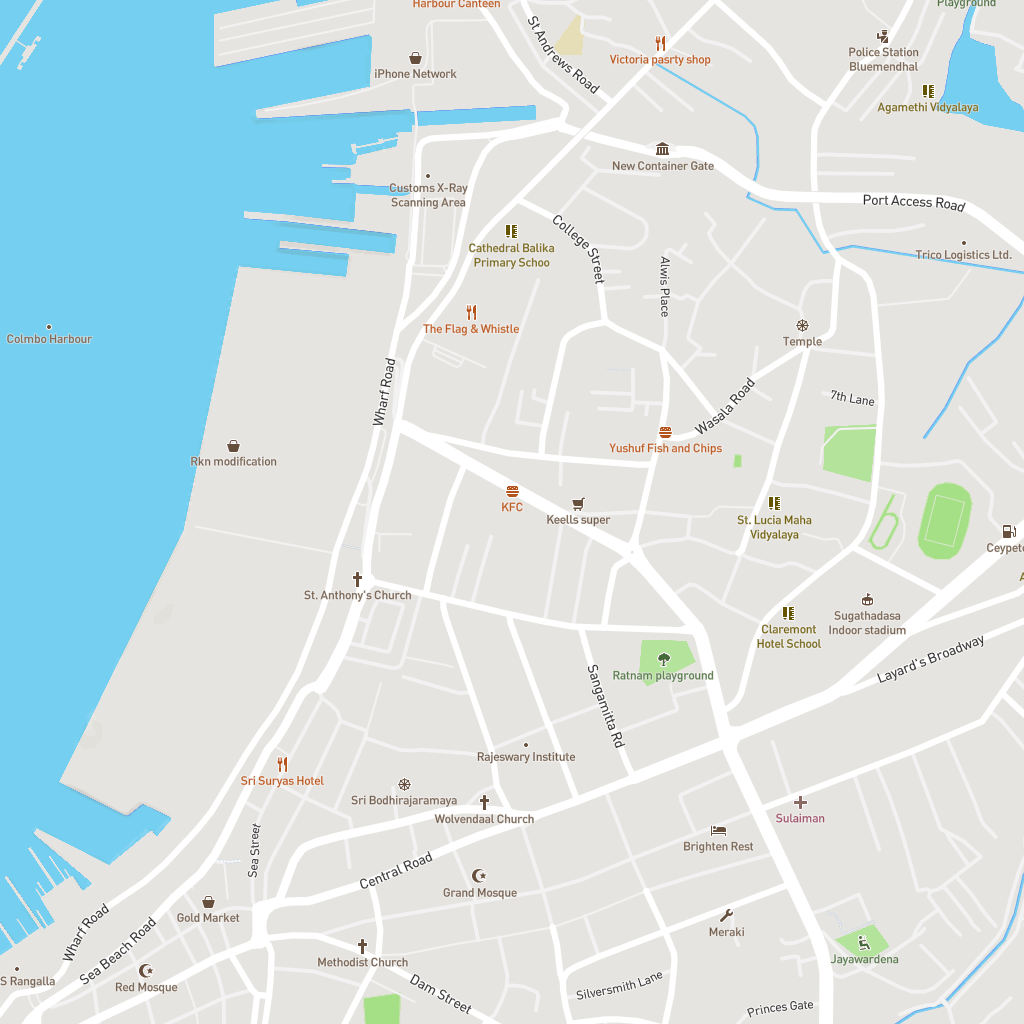 Harbour Canteen
Playground
St Andrews Road
Victoria pasrty shop
Police Station
Bluemendhal
iPhone Network
Agamethi Vidyalaya
New Container Gate
Customs X-Ray
Scanning Area
Port Access Road
College Street
Cathedral Balika
Primary Schoo
Trico Logistics Ltd.
Alwis Place
Colmbo Harbour
The Flag & Whistle
Temple
Wharf Road
7th Lane
Wasala Road
Yushuf Fish and Chips
Rkn modification
KFC
Keells super
St. Lucia Maha
Vidyalaya
Ceypetc
St. Anthony's Church
Sugathadasa
Indoor stadium
Claremont
Hotel School
Layard's Broadway
Ratnam playground
Sangamitta Rd
Rajeswary Institute
Sri Suryas Hotel
Sri Bodhirajaramaya
Wolvendaal Church
Sulaiman
Brighten Rest
Sea Street
Central Road
Grand Mosque
Gold Market
Wharf Road
Meraki
Sea Beach Road
Methodist Church
Jayawardena
S Rangalla
Red Mosque
Dam Street
Silversmith Lane
Princes Gate